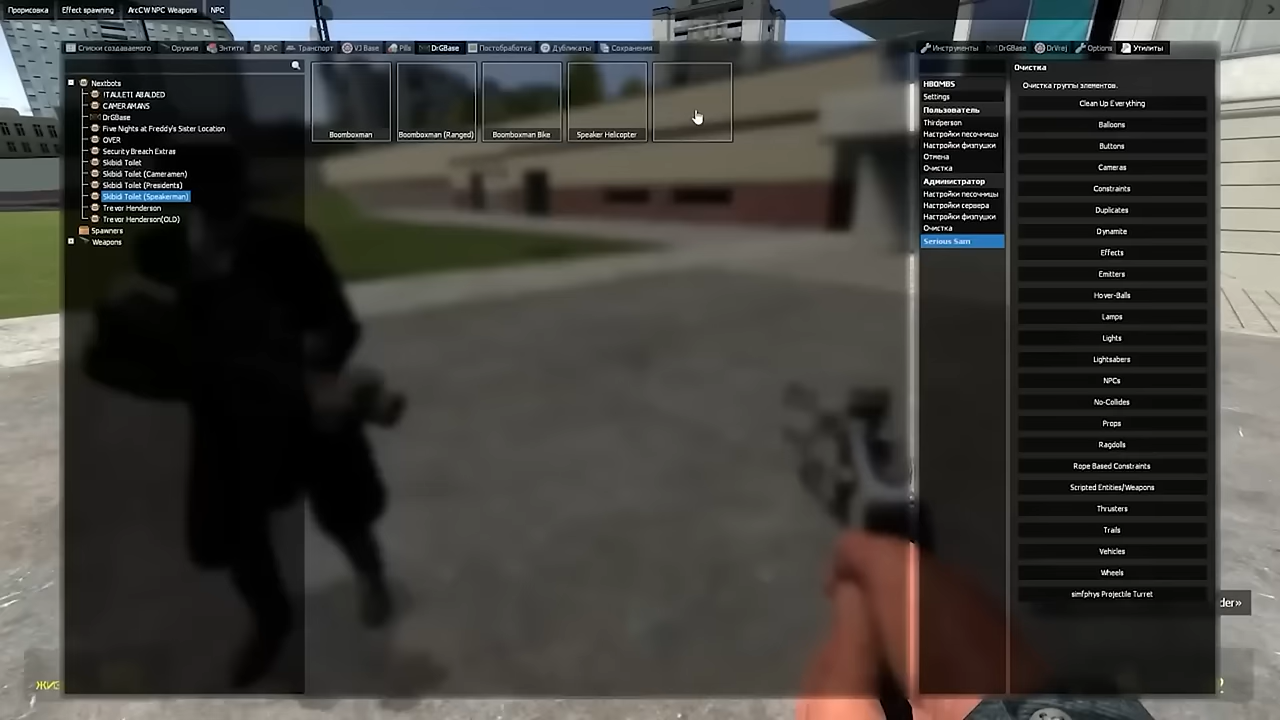 Прорисовка Effect spawning ArcCW NPC Weapons NPC
Списки создаваемого Оружие Энтити NPC Транспорт VJ Base Pills DrGBase Постобработка Дубликаты Сохранения
Инструменты DrGBase DrVrej Options Утилиты
Nextbots
!TAULETI ABALDED
CAMERAMANS
DrGBase
Five Nights at Freddy's Sister Location
OVER
Security Breach Extras
Skibidi Toilet
Skibidi Toilet (Cameramen)
Skibidi Toilet (Presidents)
Skibidi Toilet (Speakerman)
Trevor Henderson
Trevor Henderson(OLD)
Spawners
Weapons
Boomboxman
Boomboxman (Ranged)
Boomboxman Bike
Speaker Helicopter
HBOMBS
Settings
Пользователь
Thirdperson
Настройки песочницы
Настройки физпушки
Отмена
Очистка
Администратор
Настройки песочницы
Настройки сервера
Настройки физпушки
Очистка
Serious Sam
Очистка
Очистка группы элементов.
Clean Up Everything
Balloons
Buttons
Cameras
Constraints
Duplicates
Dynamite
Effects
Emitters
Hover-Balls
Lamps
Lights
Lightsabers
NPCs
No-Collides
Props
Ragdolls
Rope Based Constraints
Scripted Entities/Weapons
Thrusters
Trails
Vehicles
Wheels
simfphys Projectile Turret
der»